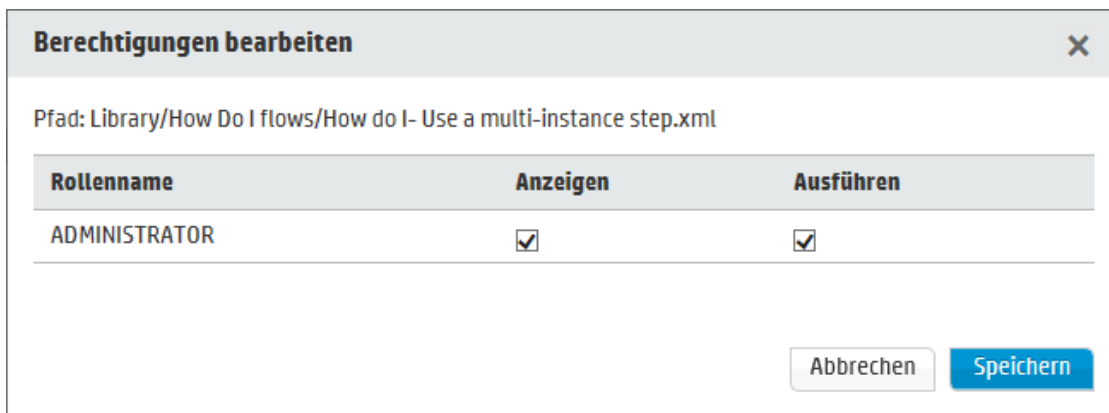 Berechtigungen bearbeiten
Pfad: Library/How Do I flows/How do I- Use a multi-instance step.xml
Rollenname Anzeigen Ausführen
ADMINISTRATOR
Abbrechen Speichern